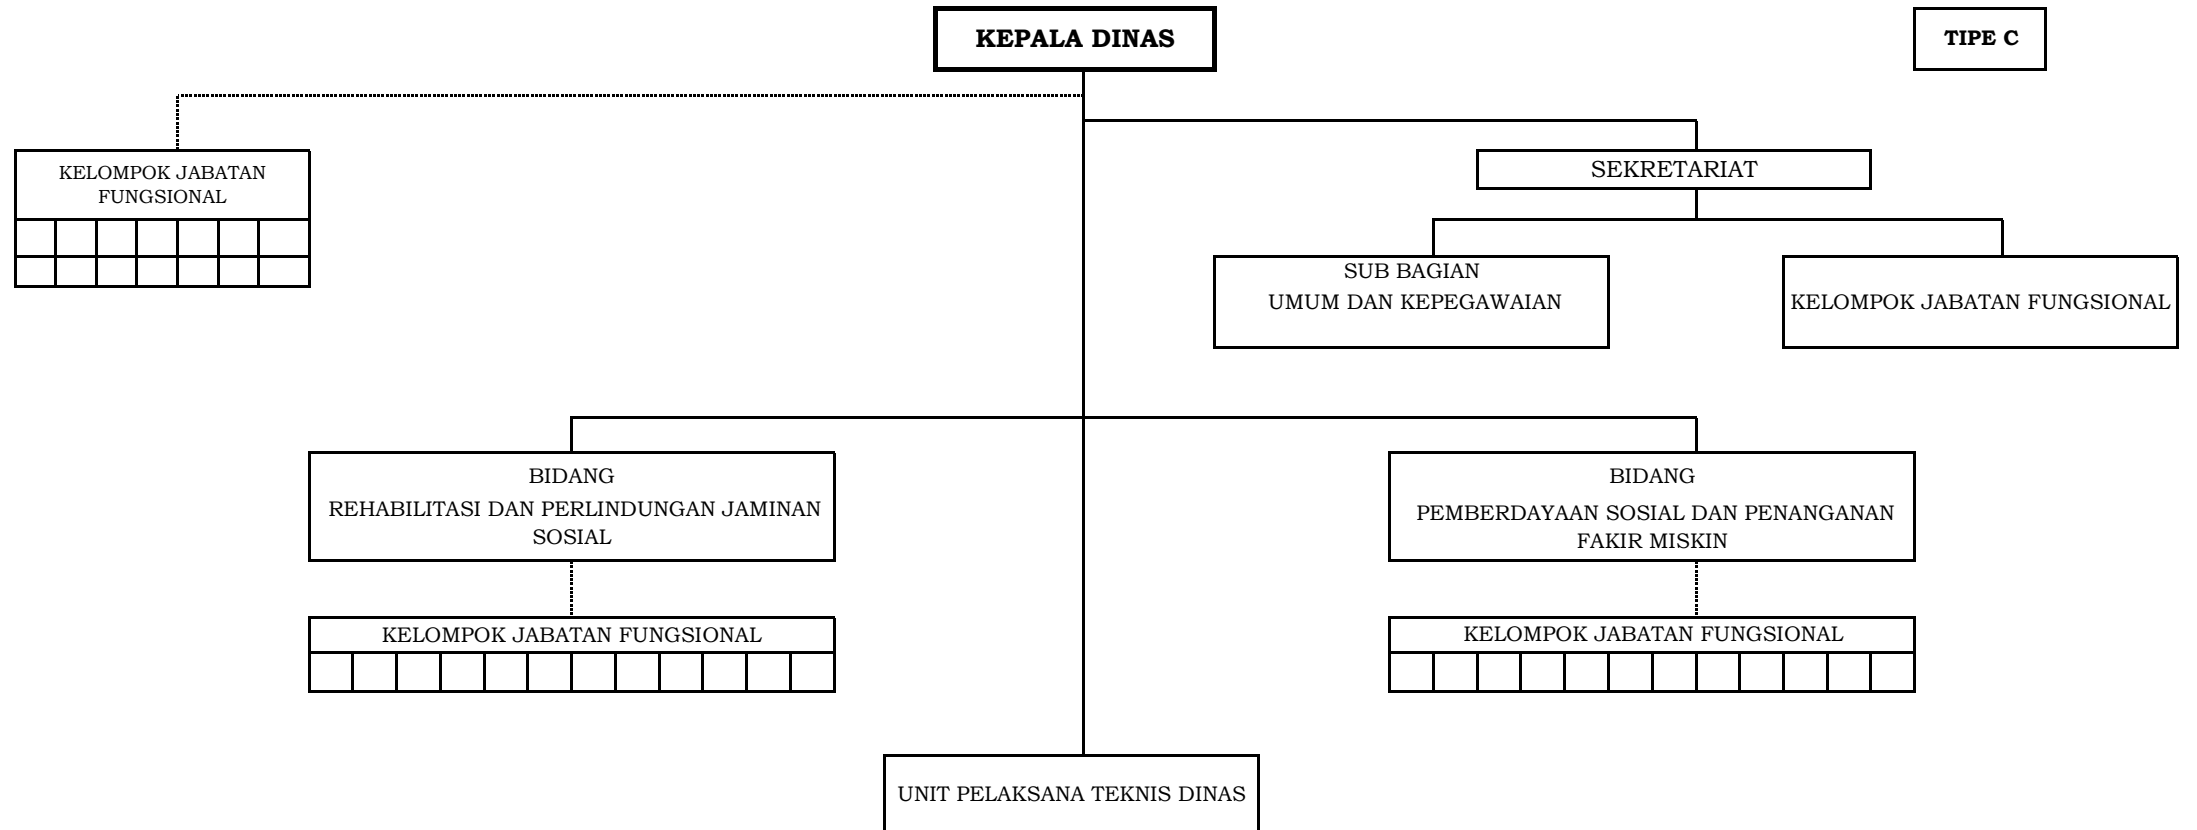 KEPALA DINAS
TIPE C
KELOMPOK JABATAN
FUNGSIONAL
SEKRETARIAT
SUB BAGIAN
UMUM DAN KEPEGAWAIAN
KELOMPOK JABATAN FUNGSIONAL
BIDANG
REHABILITASI DAN PERLINDUNGAN JAMINAN
SOSIAL
BIDANG
PEMBERDAYAAN SOSIAL DAN PENANGANAN
FAKIR MISKIN
KELOMPOK JABATAN FUNGSIONAL
KELOMPOK JABATAN FUNGSIONAL
UNIT PELAKSANA TEKNIS DINAS